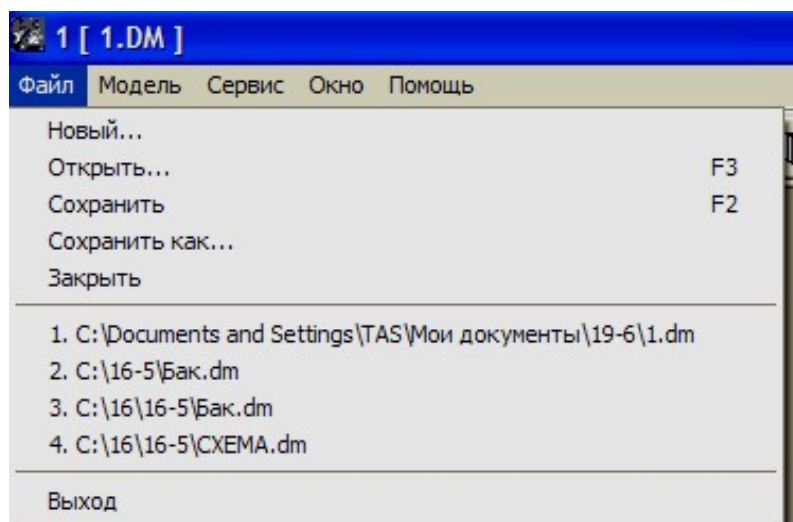 1 [ 1.DM ]
Файл Модель Сервис Окно Помощь
Новый...
Открыть... F3
Сохранить F2
Сохранить как...
Закрыть
1. C:\Documents and Settings\TAS\Мои документы\19-6\1.dm
2. C:\16-5\Бак.dm
3. C:\16\16-5\Бак.dm
4. C:\16\16-5\СХЕМА.dm
Выход